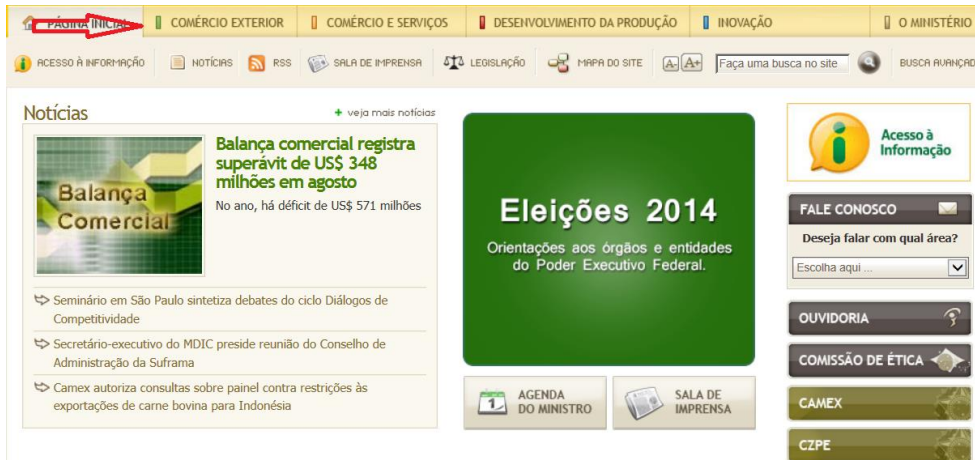 PÁGINA INICIAL COMÉRCIO EXTERIOR COMÉRCIO E SERVIÇOS DESENVOLVIMENTO DA PRODUÇÃO INOVAÇÃO O MINISTÉRIO
ACESSO À INFORMAÇÃO NOTÍCIAS RSS SALA DE IMPRENSA LEGISLAÇÃO MAPA DO SITE A- A+ Faça uma busca no site BUSCA AVANÇAD
Notícias + veja mais notícias
Balança Comercial
Balança comercial registra
superávit de US$ 348
milhões em agosto
No ano, há déficit de US$ 571 milhões
Seminário em São Paulo sintetiza debates do ciclo Diálogos de
Competitividade
Secretário-executivo do MDIC preside reunião do Conselho de
Administração da Suframa
Camex autoriza consultas sobre painel contra restrições às
exportações de carne bovina para Indonésia
Eleições 2014
Orientações aos órgãos e entidades
do Poder Executivo Federal.
1 AGENDA
DO MINISTRO
SALA DE
IMPRENSA
Acesso à
Informação
FALE CONOSCO
Deseja falar com qual área?
Escolha aqui ...
OUVIDORIA
COMISSÃO DE ÉTICA
CAMEX
CZPE